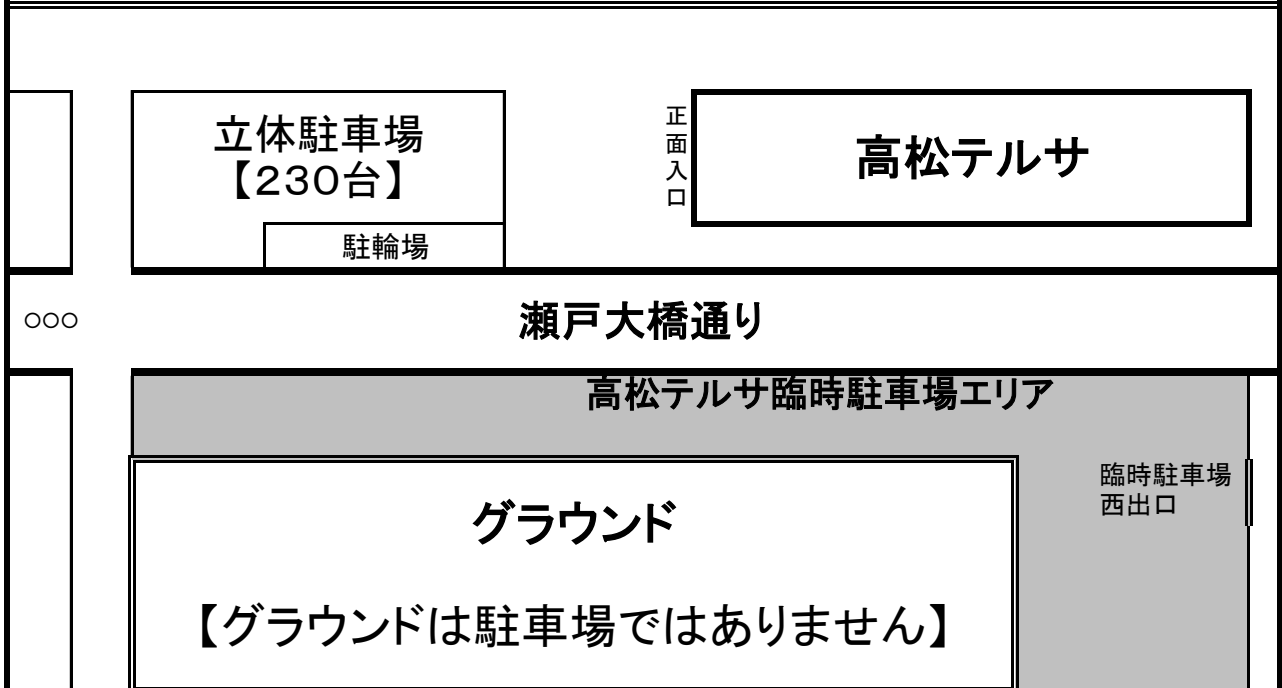 立体駐車場
【230台】
駐輪場
正面入口
高松テルサ
○○○
瀬戸大橋通り
高松テルサ臨時駐車場エリア
臨時駐車場
西出口
グラウンド
【グラウンドは駐車場ではありません】